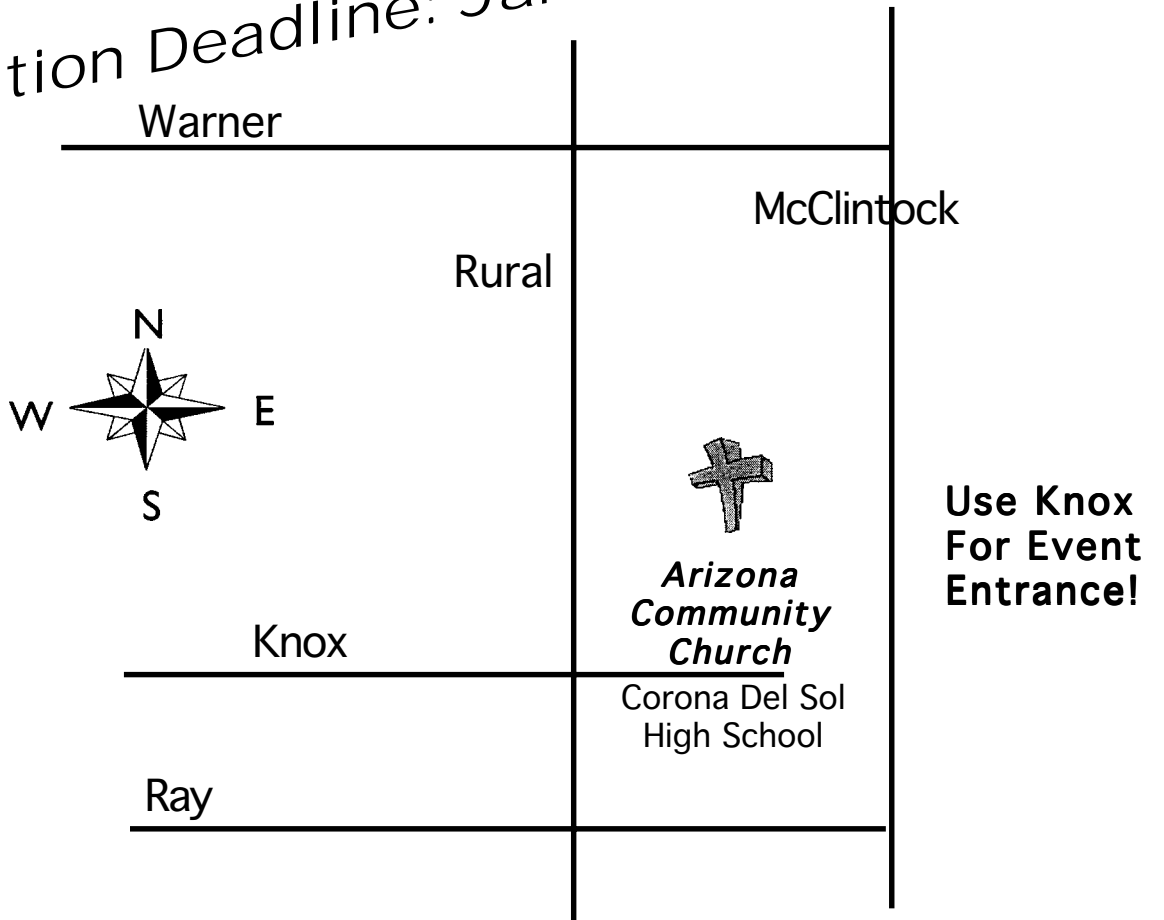 tion Deadline:
Warner
McClintock
Rural
N
W E
S
Use Knox
For Event
Entrance!
Arizona
Community
Church
Knox
Corona Del Sol
High School
Ray